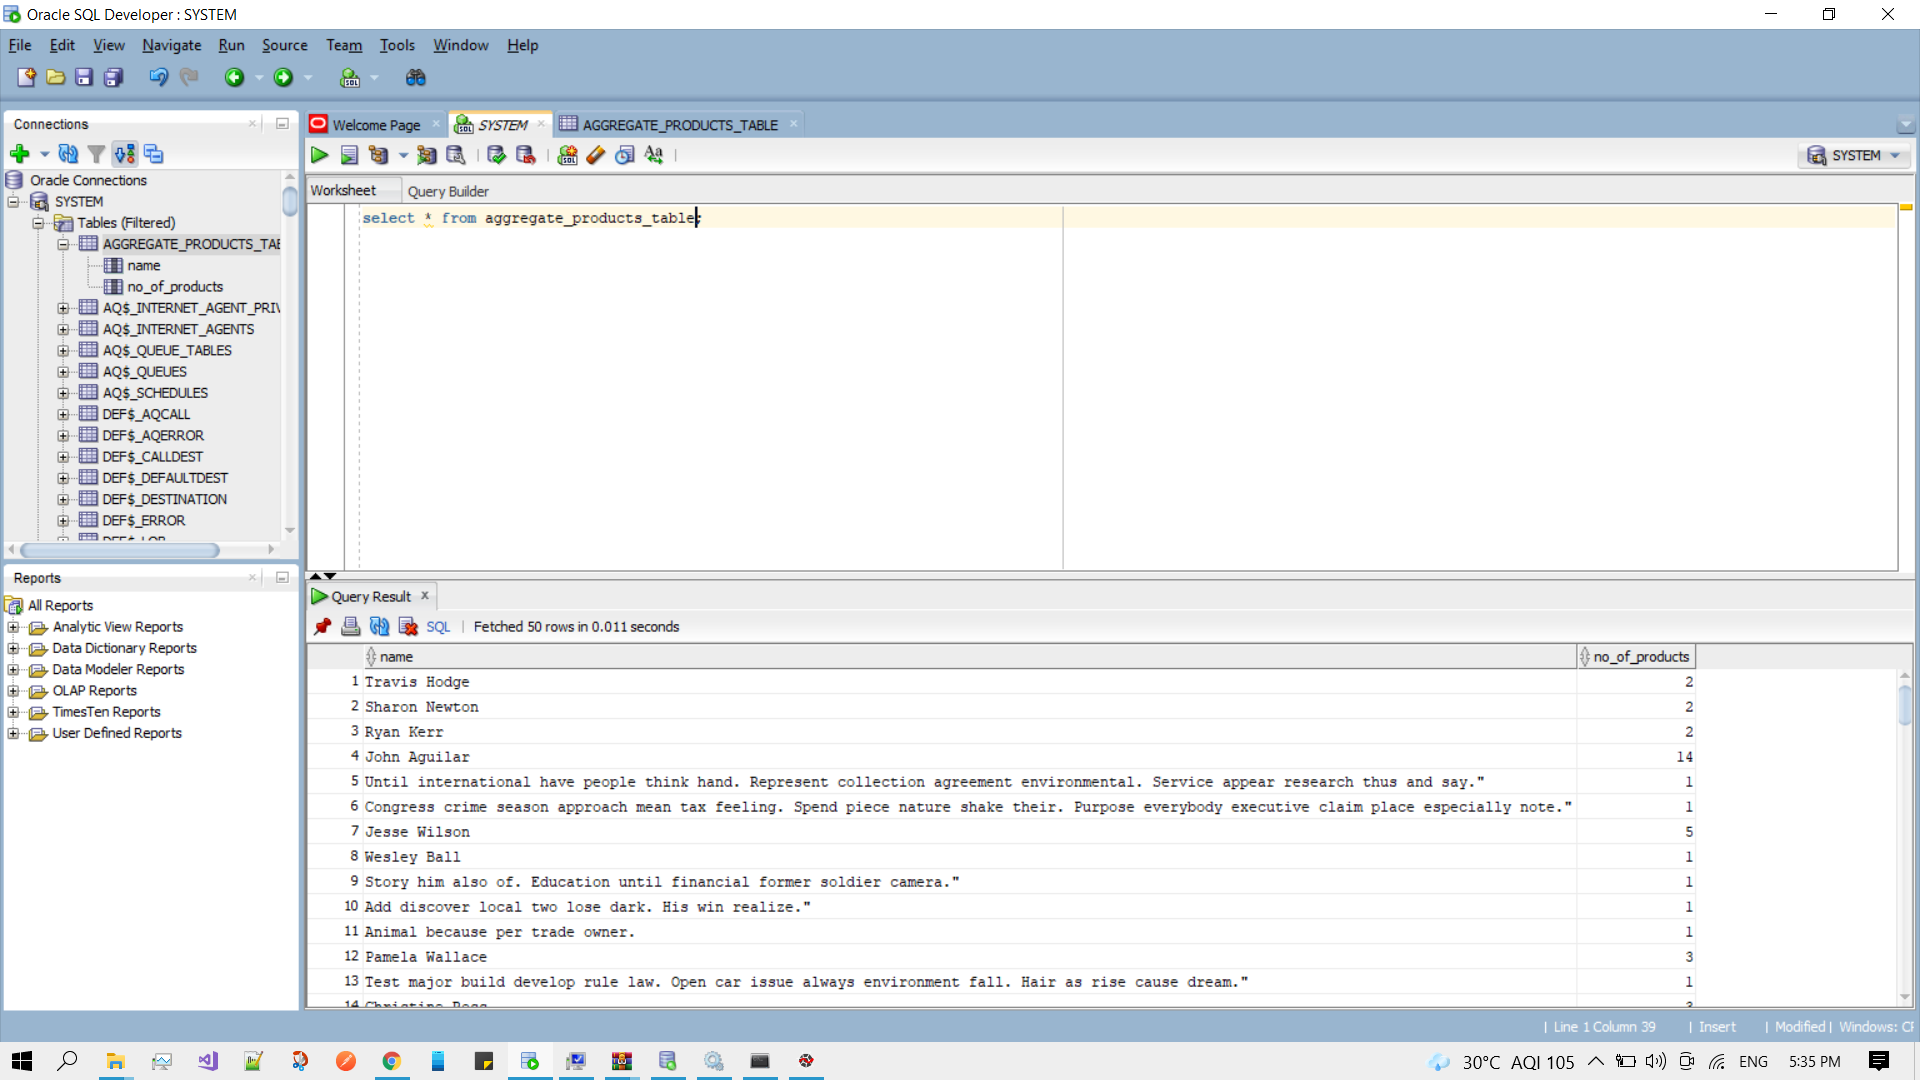 Oracle SQL Developer : SYSTEM
File Edit View Navigate Run Source Team Tools Window Help
Connections
Oracle Connections
SYSTEM
Tables (Filtered)
AGGREGATE_PRODUCTS_TAB
name
no_of_products
AQ$_INTERNET_AGENT_PRIV
AQ$_INTERNET_AGENTS
AQ$_QUEUE_TABLES
AQ$_QUEUES
AQ$_SCHEDULES
DEF$_AQCALL
DEF$_AQERROR
DEF$_CALLDEST
DEF$_DEFAULTDEST
DEF$_DESTINATION
DEF$_ERROR
DEF$_LOB
Reports
All Reports
Analytic View Reports
Data Dictionary Reports
Data Modeler Reports
OLAP Reports
TimesTen Reports
User Defined Reports
Welcome Page SYSTEM AGGREGATE_PRODUCTS_TABLE
SYSTEM
Worksheet Query Builder
select * from aggregate_products_table;
Query Result
SQL | Fetched 50 rows in 0.011 seconds
name no_of_products
1 Travis Hodge 2
2 Sharon Newton 2
3 Ryan Kerr 2
4 John Aguilar 14
5 Until international have people think hand. Represent collection agreement environmental. Service appear research thus and say." 1
6 Congress crime season approach mean tax feeling. Spend piece nature shake their. Purpose everybody executive claim place especially note." 1
7 Jesse Wilson 5
8 Wesley Ball 1
9 Story him also of. Education until financial former soldier camera." 1
10 Add discover local two lose dark. His win realize." 1
11 Animal because per trade owner. 1
12 Pamela Wallace 3
13 Test major build develop rule law. Open car issue always environment fall. Hair as rise cause dream." 1
14 Christine
| Line 1 Column 39 | Insert | Modified | Windows: CR
30°C AQI 105 ENG 5:35 PM